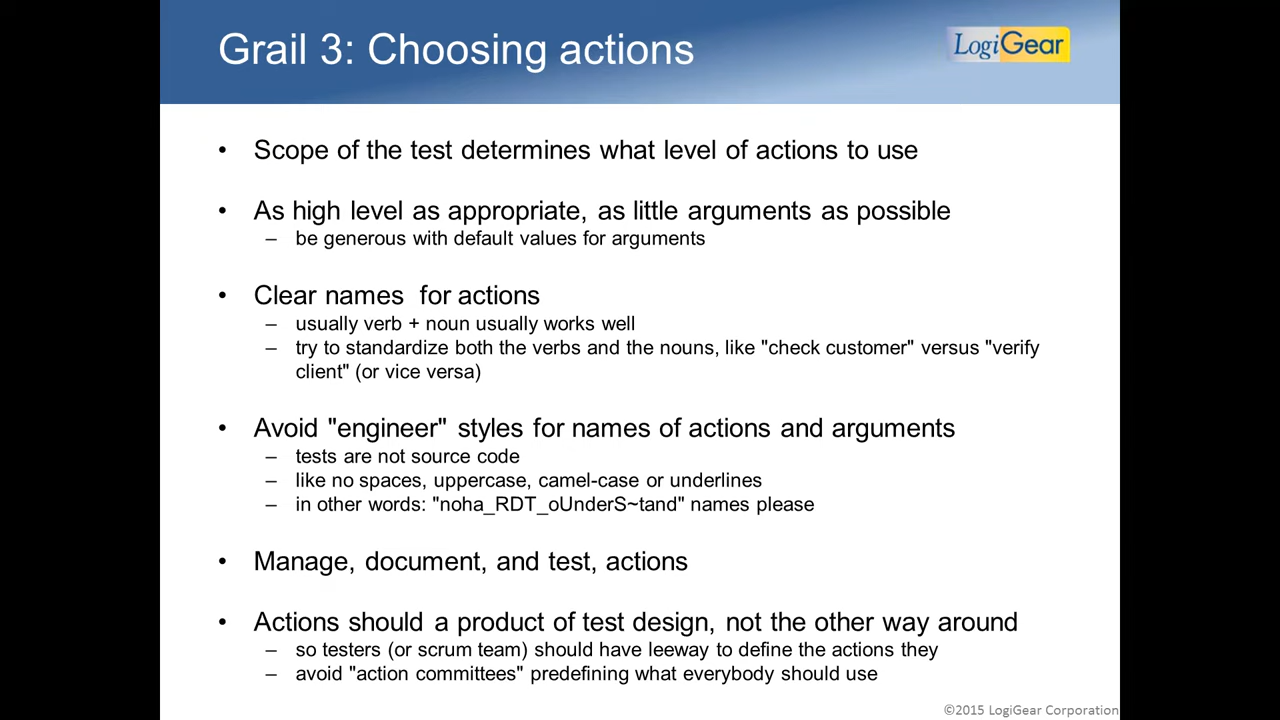 Grail 3: Choosing actions
LogiGear
• Scope of the test determines what level of actions to use
• As high level as appropriate, as little arguments as possible
– be generous with default values for arguments
• Clear names for actions
– usually verb + noun usually works well
– try to standardize both the verbs and the nouns, like "check customer" versus "verify
client" (or vice versa)
• Avoid "engineer" styles for names of actions and arguments
– tests are not source code
– like no spaces, uppercase, camel-case or underlines
– in other words: "noha_RDT_oUnderS~tand" names please
• Manage, document, and test, actions
• Actions should a product of test design, not the other way around
– so testers (or scrum team) should have leeway to define the actions they
– avoid "action committees" predefining what everybody should use
©2015 LogiGear Corporation